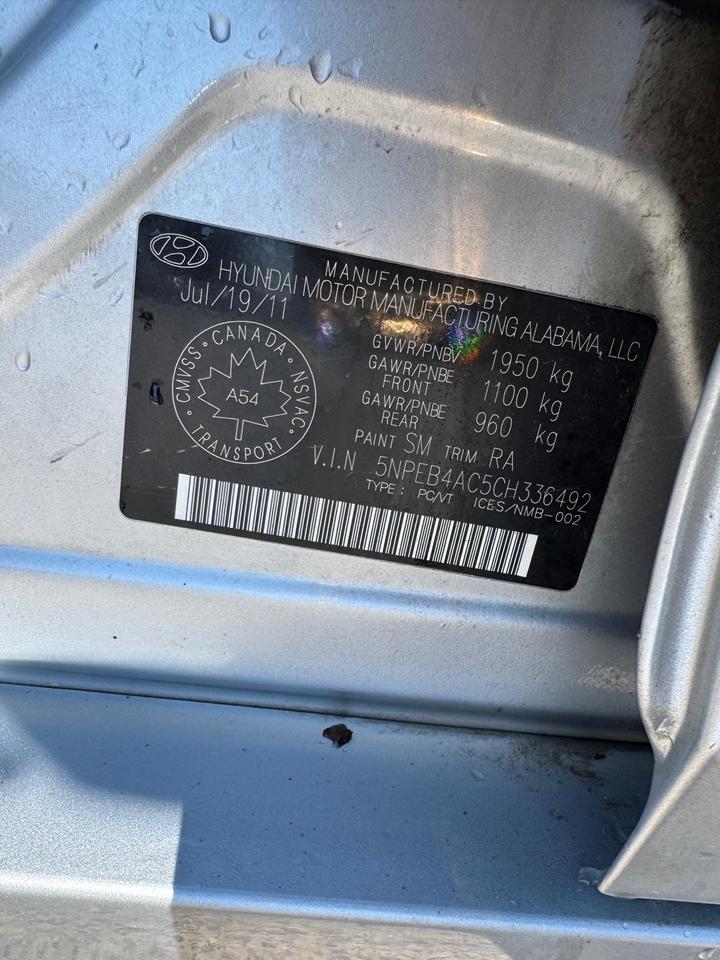 MANUFACTURED BY
HYUNDAI MOTOR MANUFACTURING ALABAMA, LLC
Jul/19/11
GVWR/PNBV 1950 kg
GAWR/PNBE FRONT 1100 kg
GAWR/PNBE REAR 960 kg
PAINT SM TRIM RA
V.I.N 5NPEB4AC5CH336492
TYPE: PC/VT ICES/NMB-002
CMVSS • CANADA • NSVAC • TRANSPORT •
A54